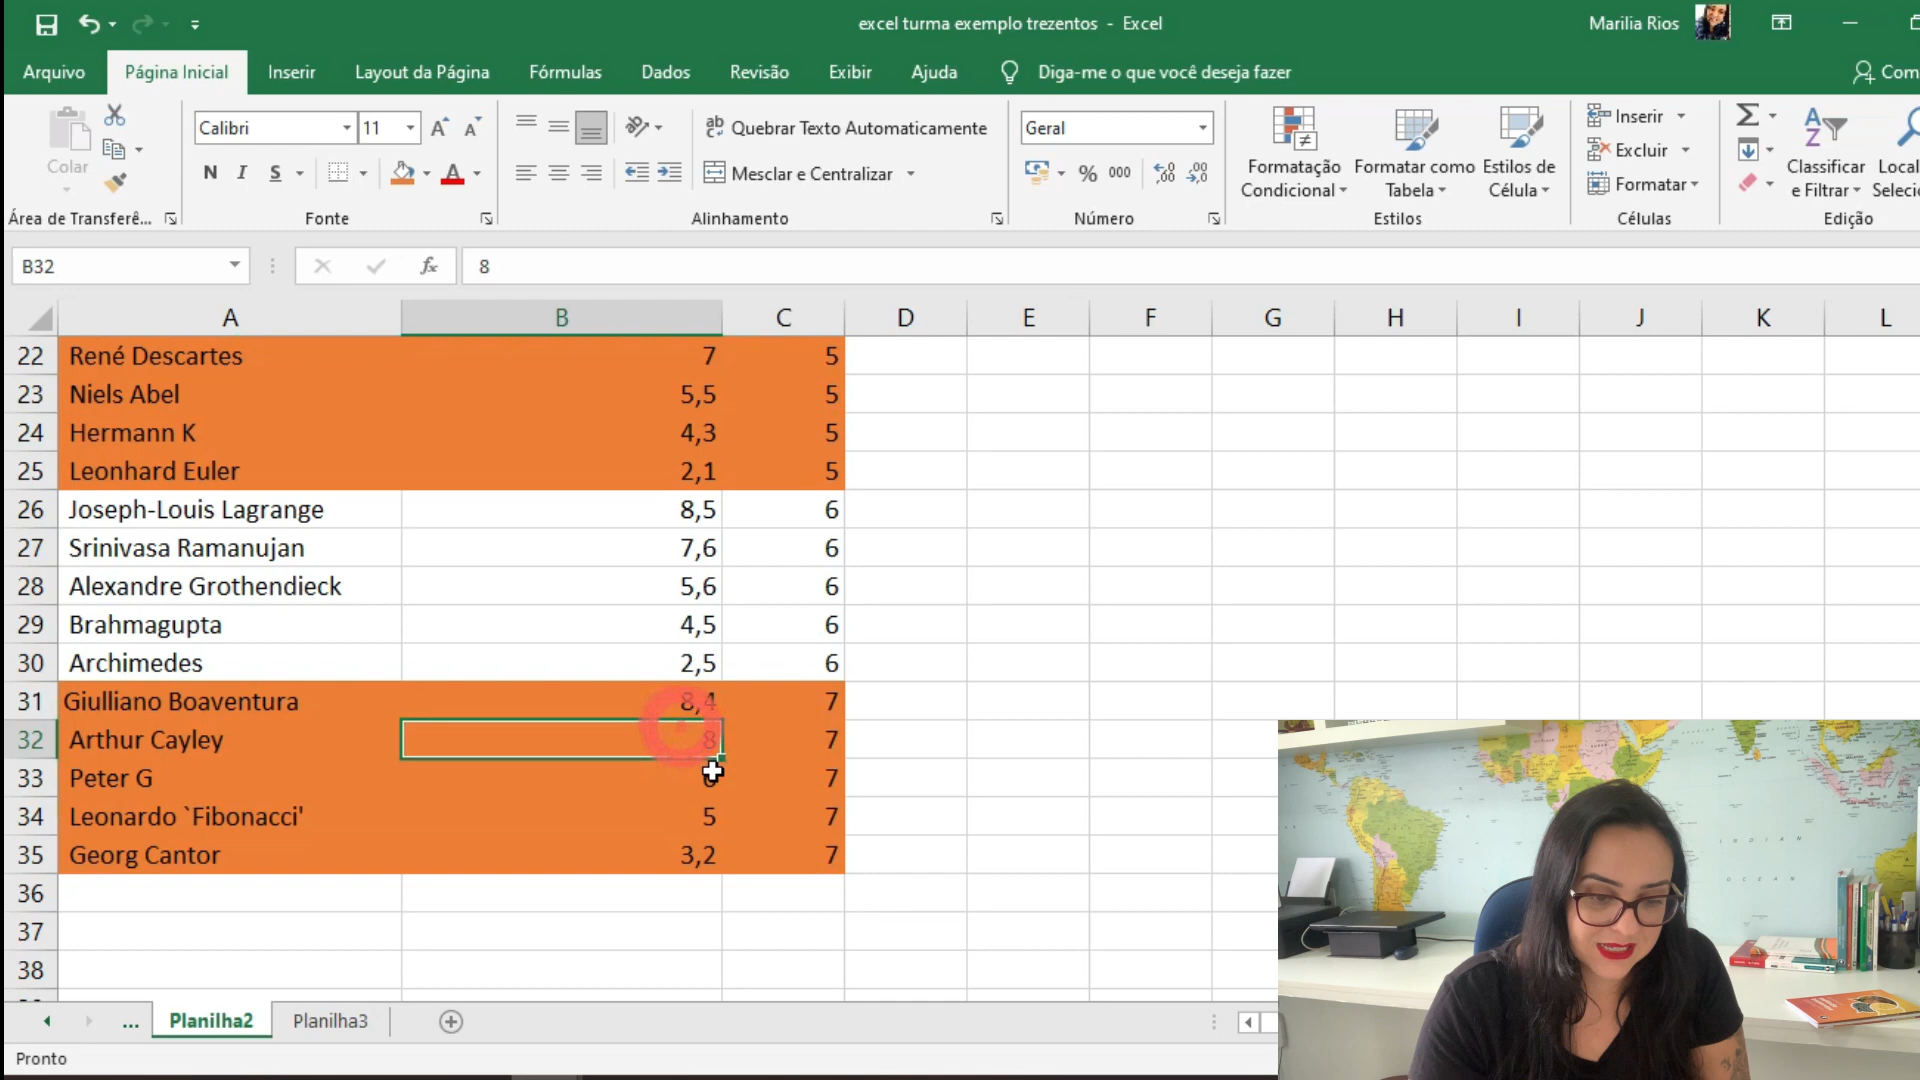 excel turma exemplo trezentos - Excel
Marilia Rios
Arquivo Página Inicial Inserir Layout da Página Fórmulas Dados Revisão Exibir Ajuda Diga-me o que você deseja fazer
Calibri 11 Quebrar Texto Automaticamente Geral Inserir
Colar N I S Mesclar e Centralizar % 000 Formatação Condicional Formatar como Tabela Estilos de Célula Excluir Formatar Classificar e Filtrar
Área de Transferê... Fonte Alinhamento Número Estilos Células Edição
B32 fx 8
A B C D E F G H I J K L
22 René Descartes 7 5
23 Niels Abel 5,5 5
24 Hermann K 4,3 5
25 Leonhard Euler 2,1 5
26 Joseph-Louis Lagrange 8,5 6
27 Srinivasa Ramanujan 7,6 6
28 Alexandre Grothendieck 5,6 6
29 Brahmagupta 4,5 6
30 Archimedes 2,5 6
31 Giulliano Boaventura 8,4 7
32 Arthur Cayley 8 7
33 Peter G 7
34 Leonardo `Fibonacci' 5 7
35 Georg Cantor 3,2 7
36
37
38
... Planilha2 Planilha3
Pronto